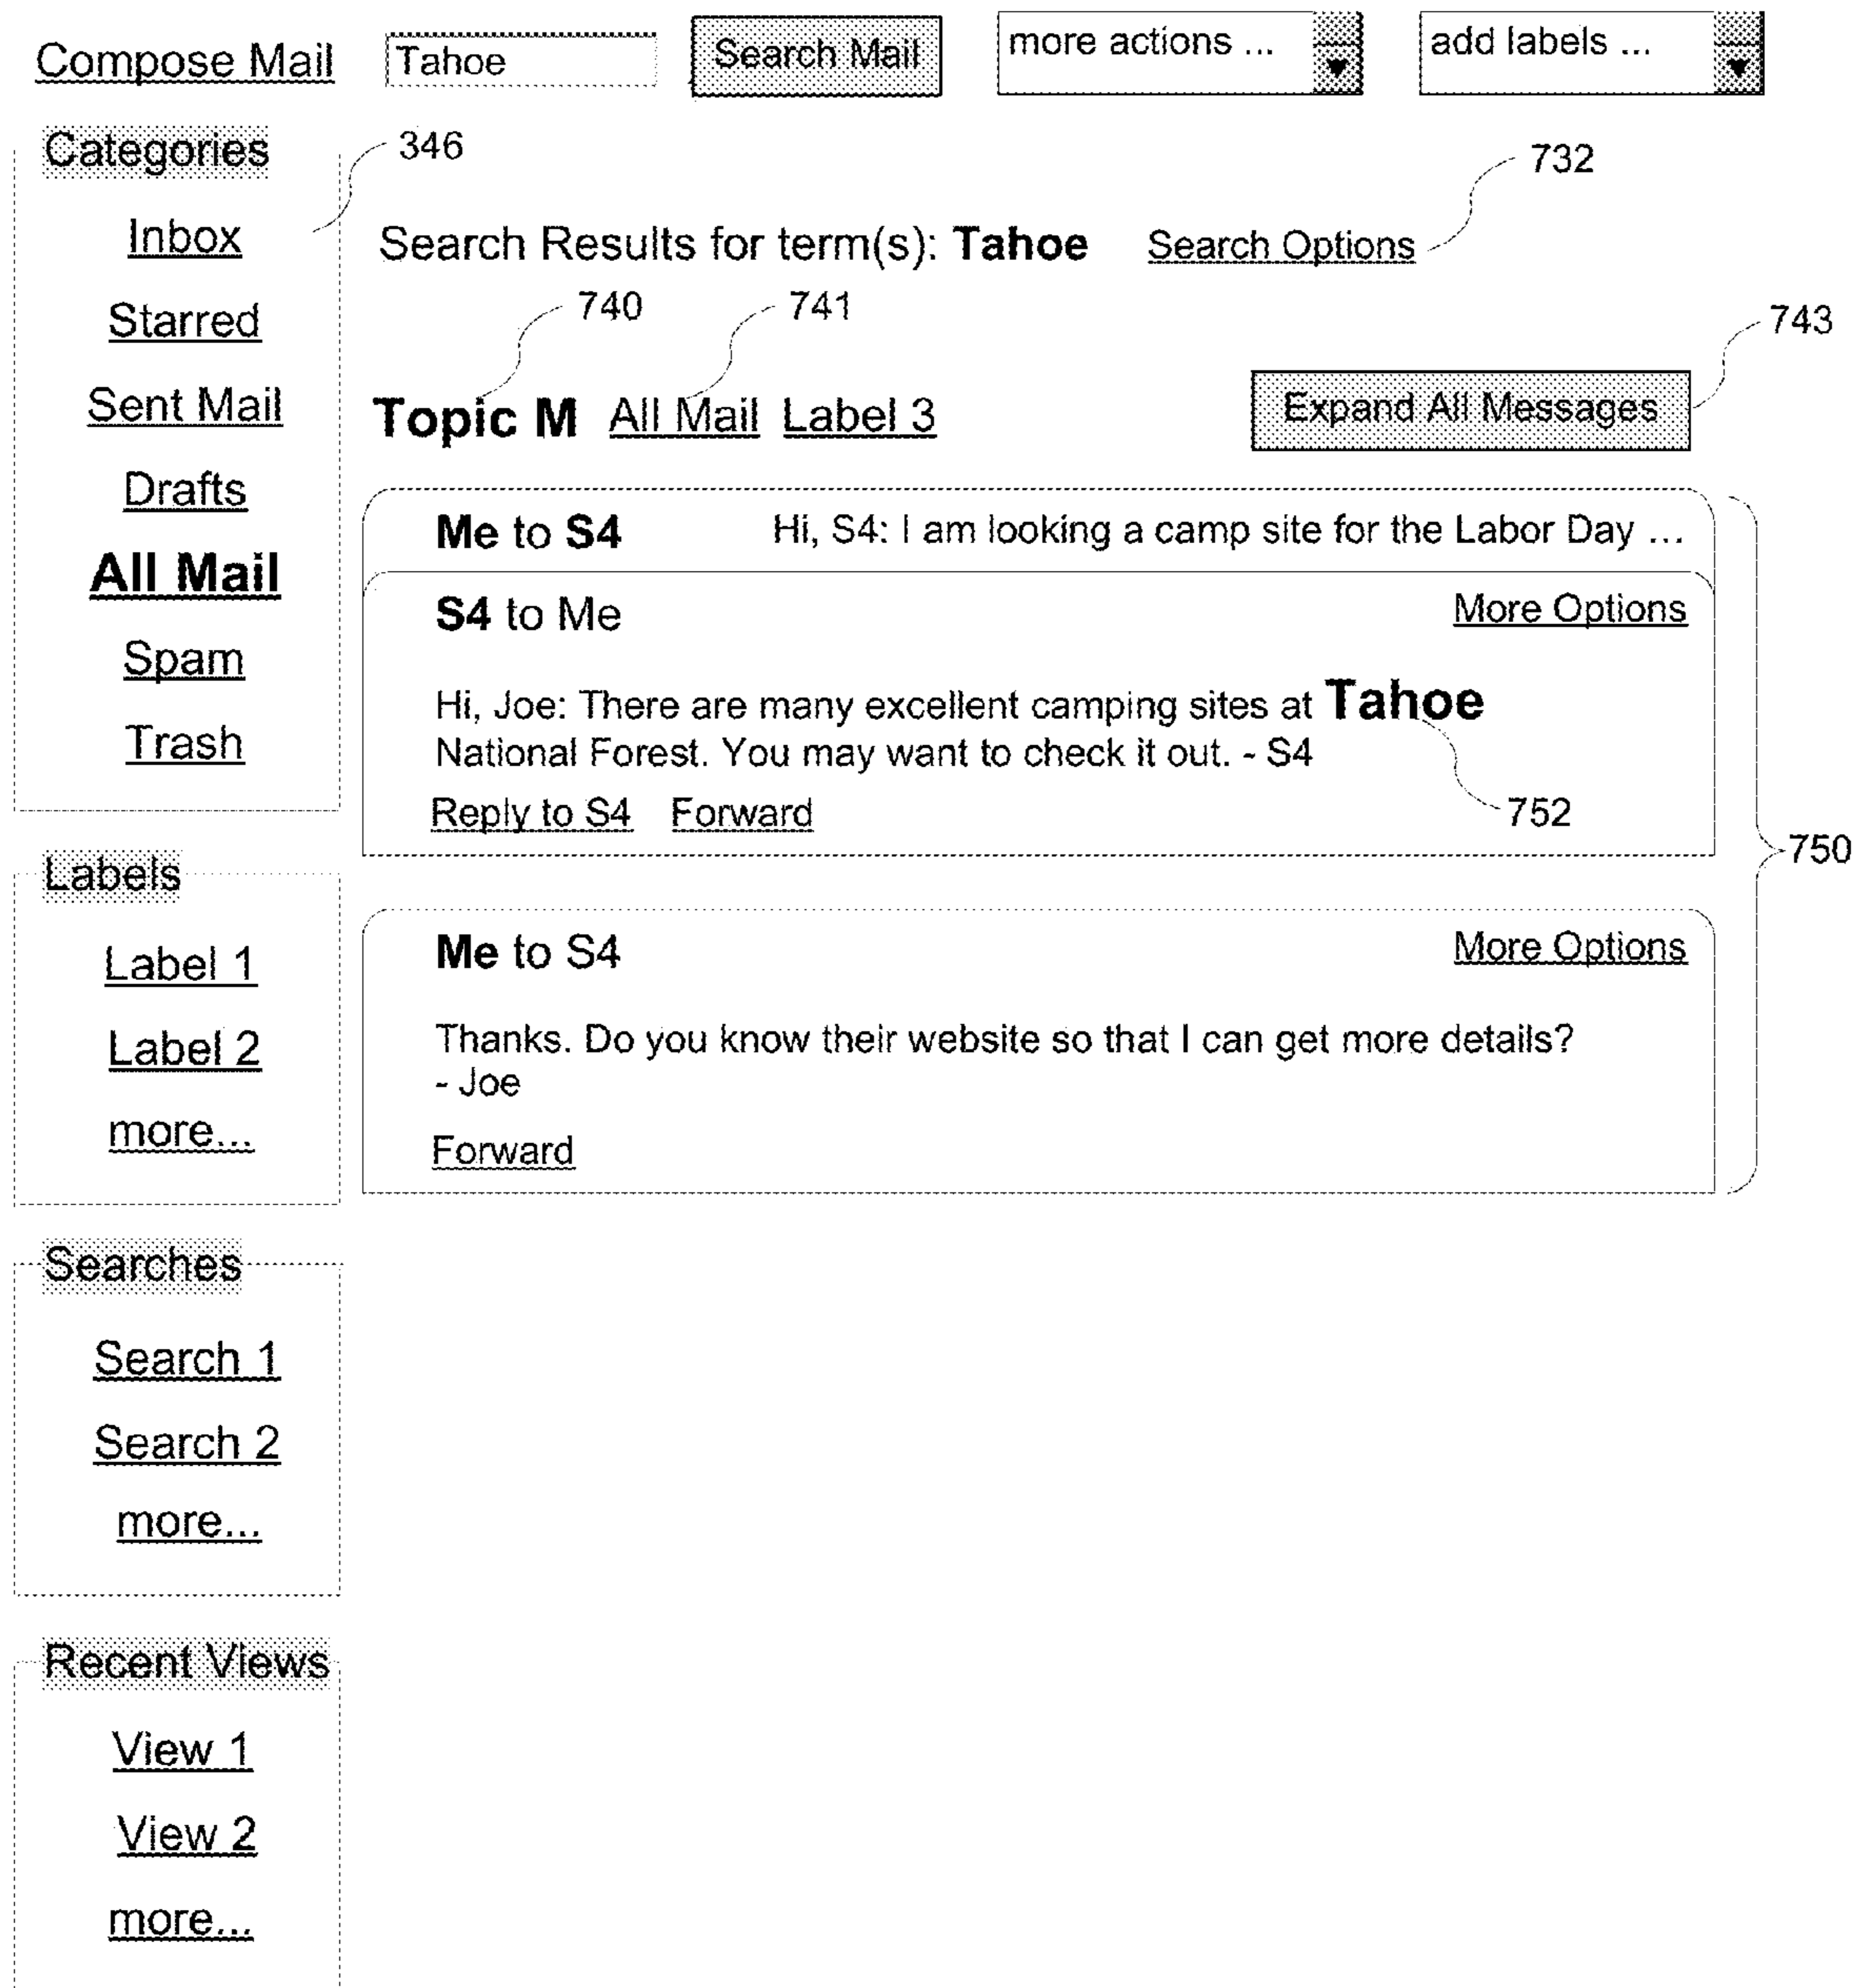 Compose Mail Tahoe Search Mail more actions ... add labels ...
Categories 346
732
Inbox Search Results for term(s): Tahoe Search Options
Starred 740 741
743
Sent Mail Topic M All Mail Label 3 Expand All Messages
Drafts
Me to S4 Hi, S4: I am looking a camp site for the Labor Day ...
All Mail
S4 to Me More Options
Spam
Hi, Joe: There are many excellent camping sites at Tahoe
Trash National Forest. You may want to check it out. - S4
Reply to S4 Forward 752
750
Labels
Me to S4 More Options
Label 1
Label 2 Thanks. Do you know their website so that I can get more details?
- Joe
more...
Forward
Searches
Search 1
Search 2
more...
Recent Views
View 1
View 2
more...